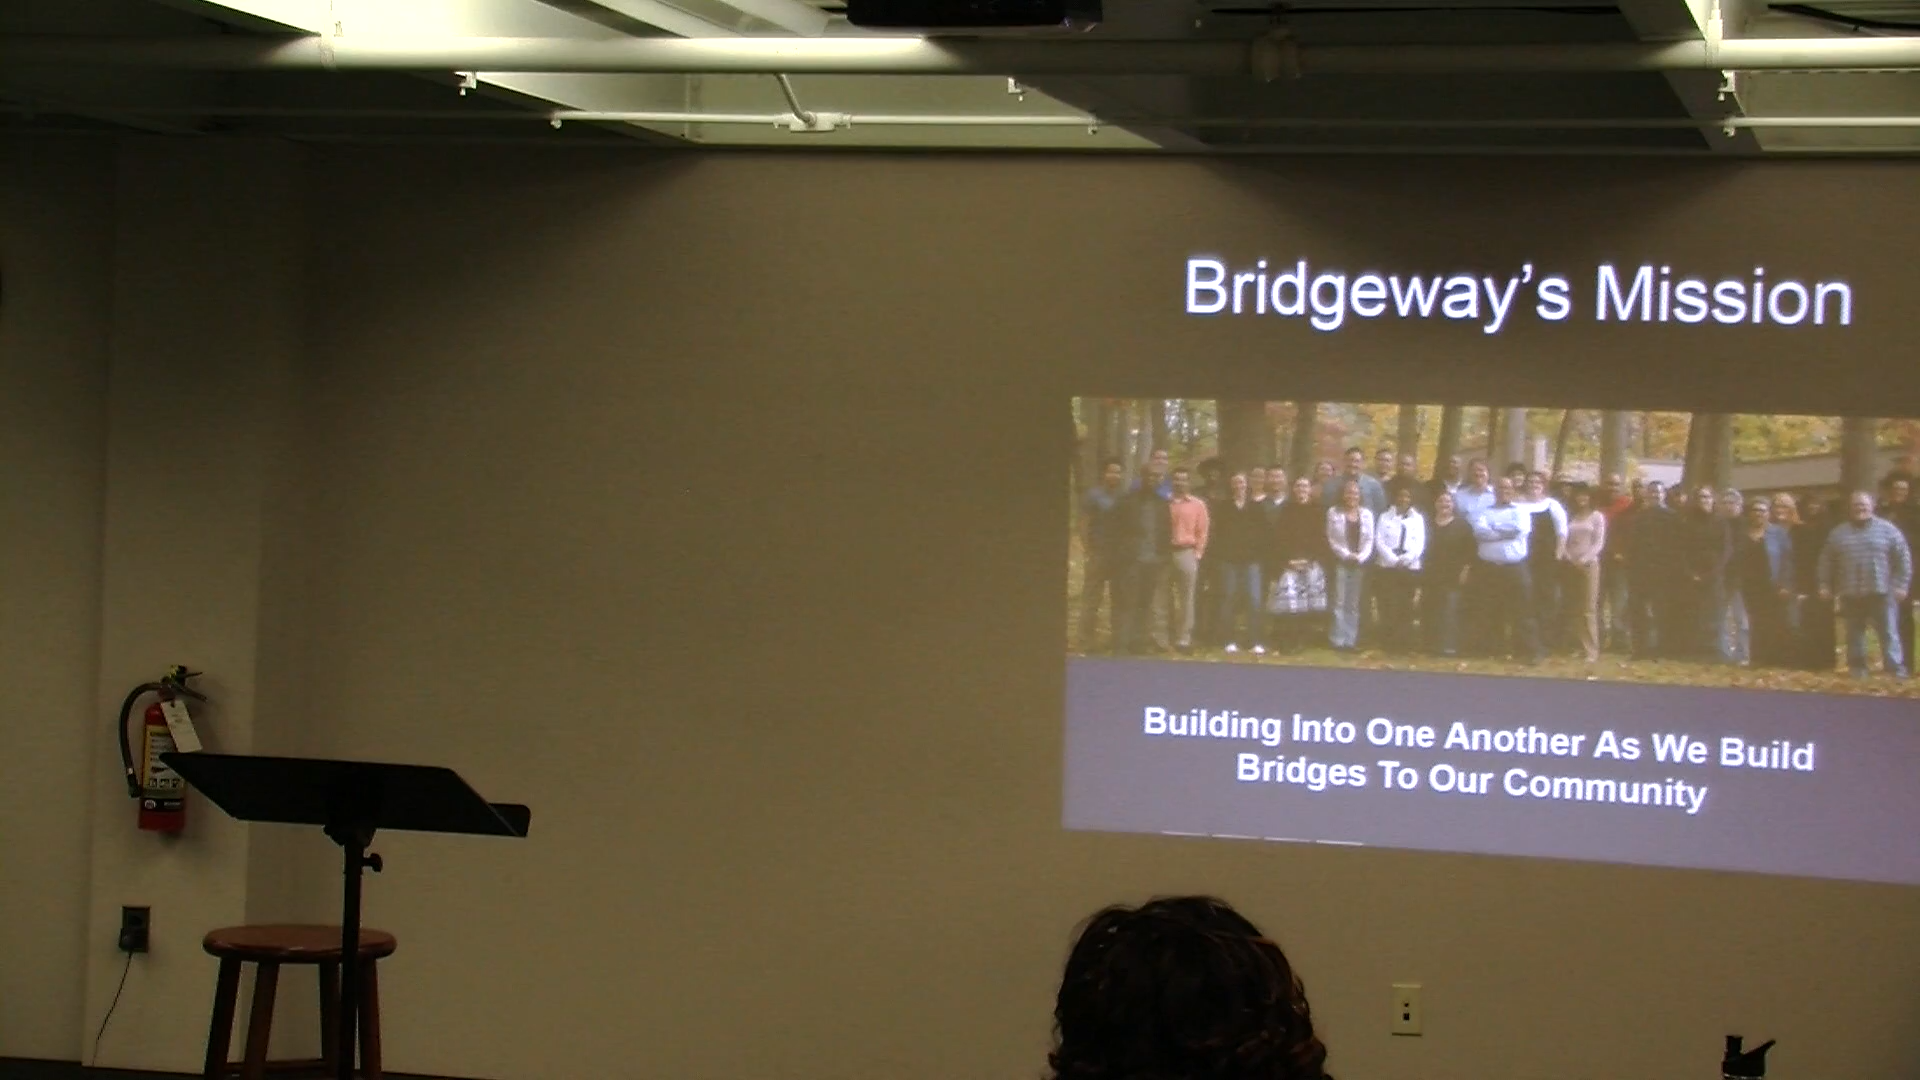 Bridgeway's Mission
Building Into One Another As We Build
Bridges To Our Community